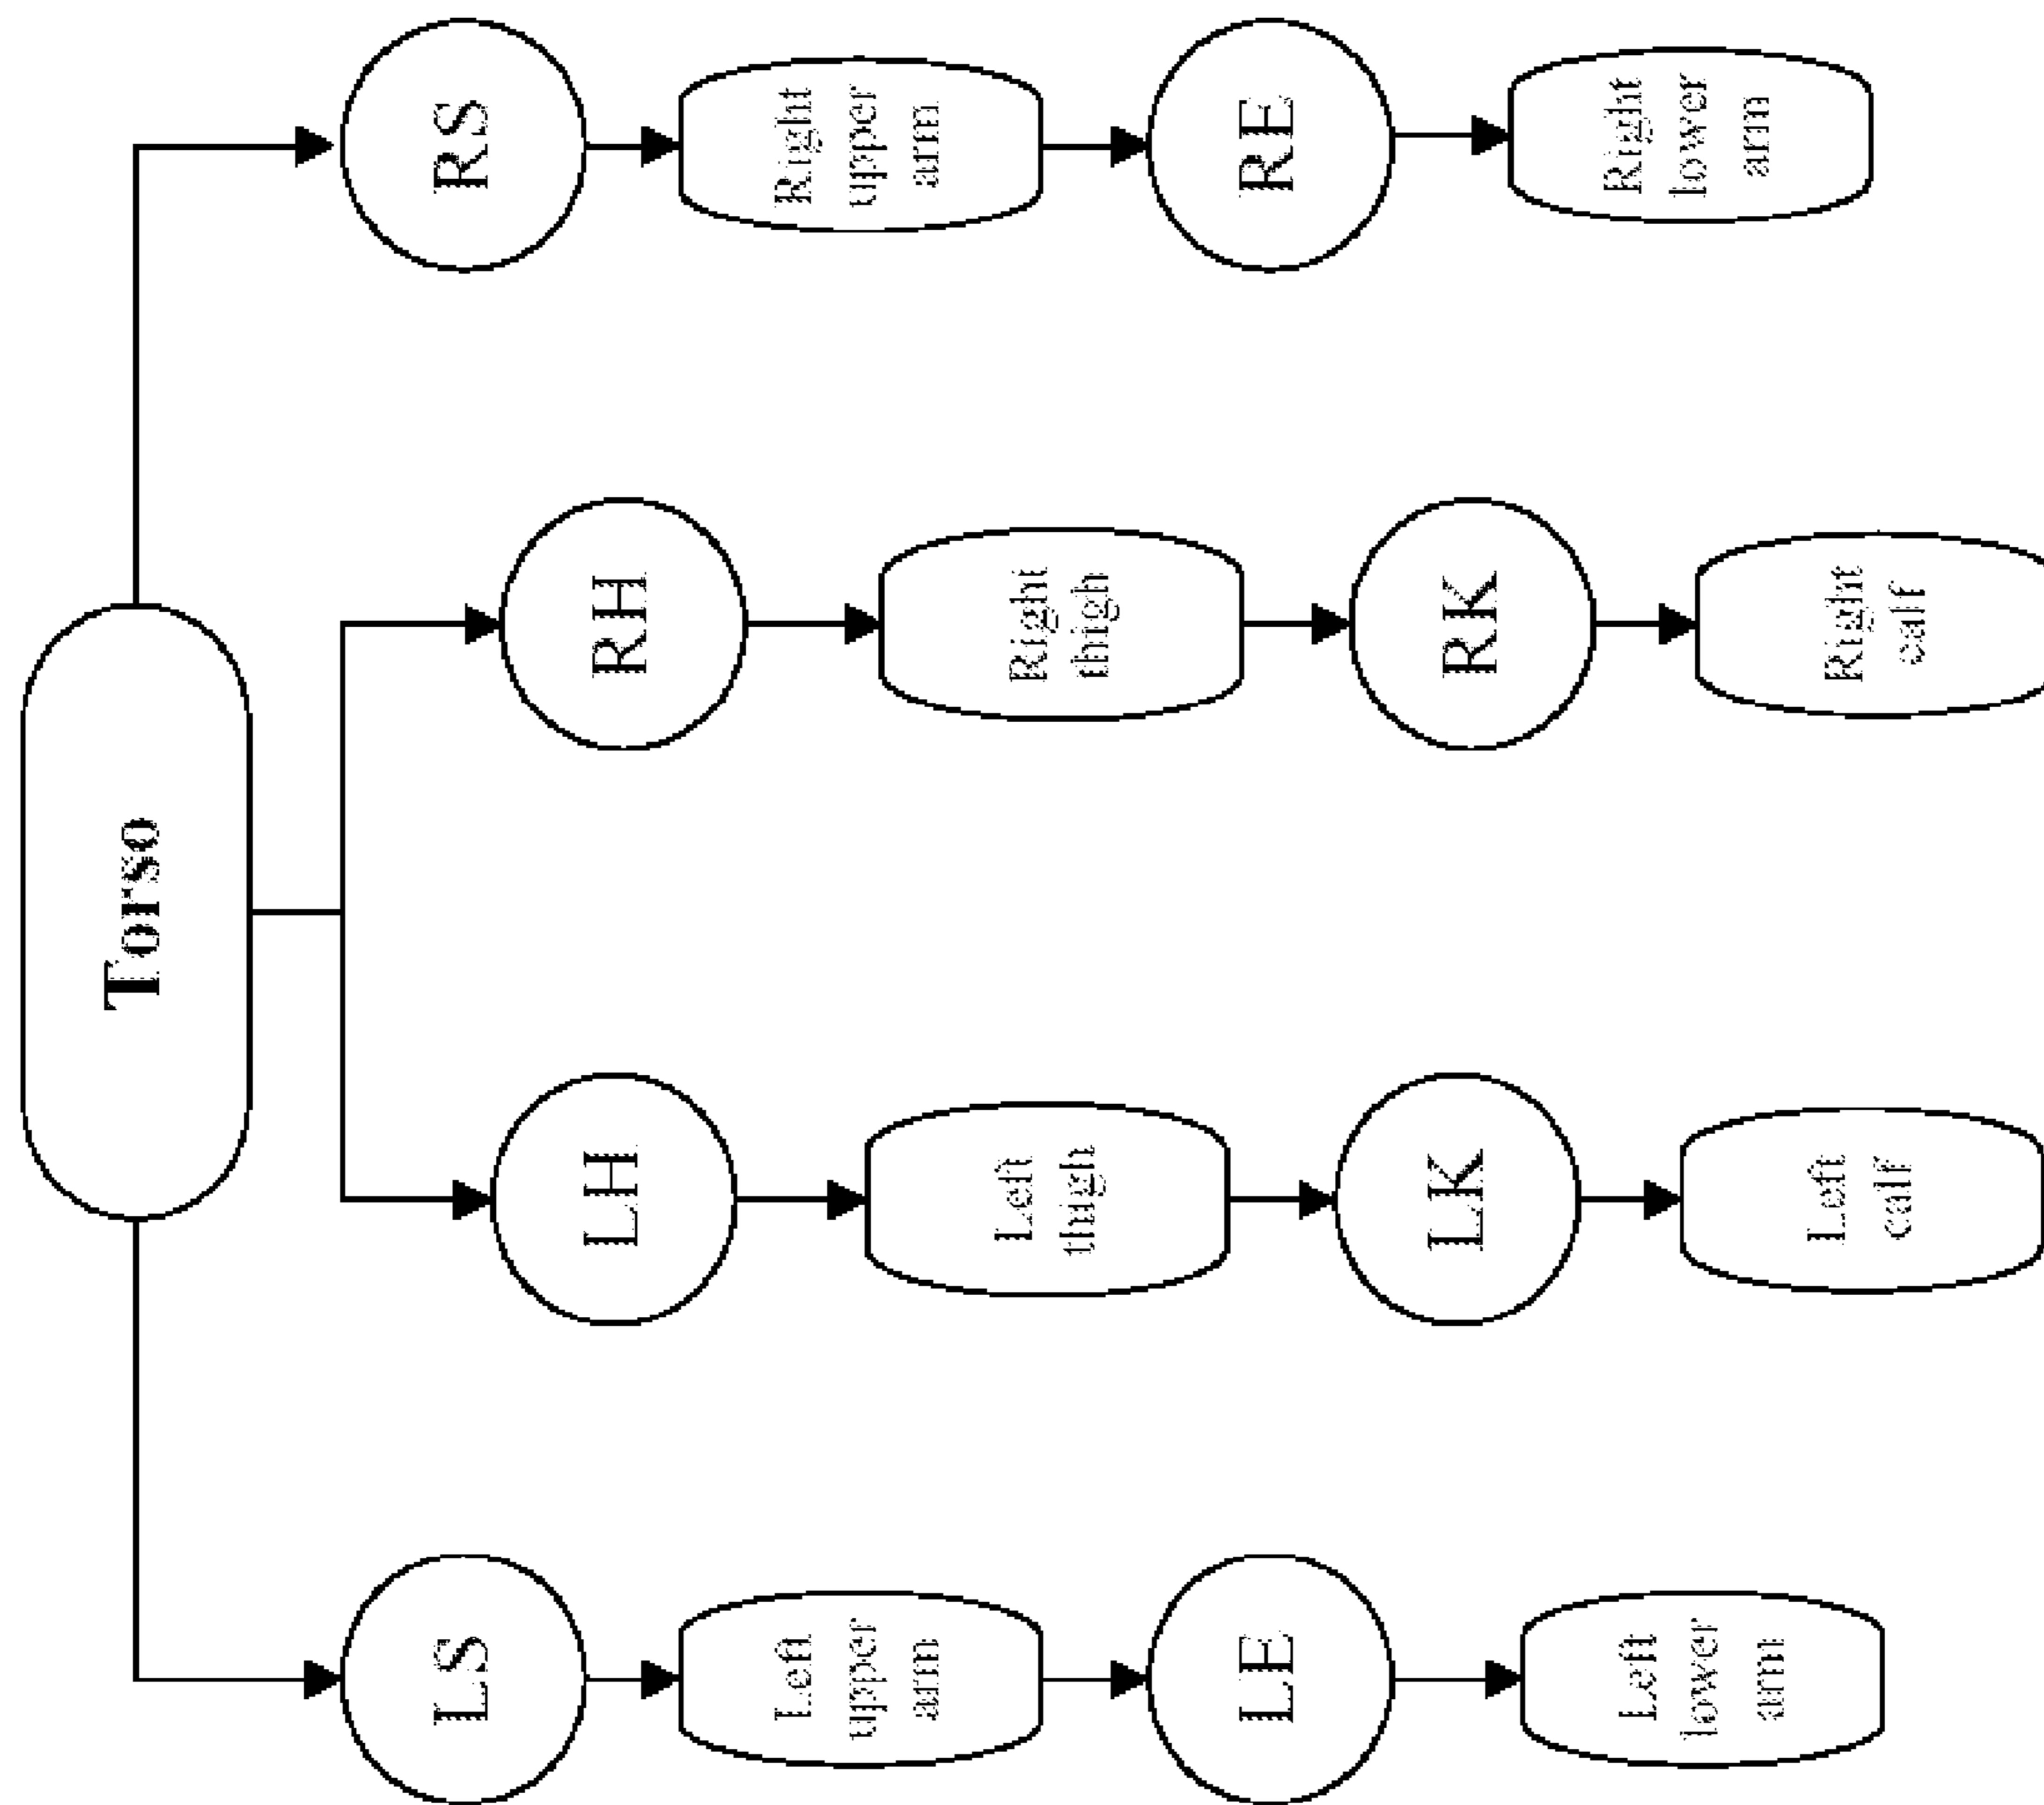 Torso
LS
LH
RH
RS
Left
upper
arm
Left
thigh
Right
thigh
Right
upper
arm
LE
LK
RK
RE
Left
lower
arm
Left
calf
Right
calf
Right
lower
arm